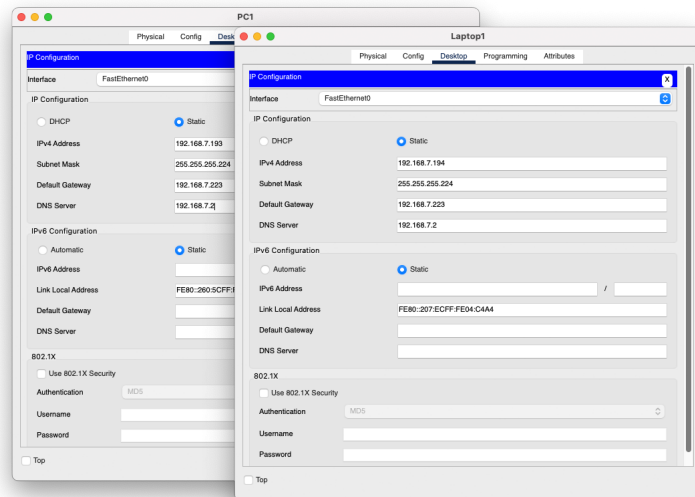 PC1
Physical Config Desk
IP Configuration
Interface FastEthernet0
IP Configuration
DHCP Static
IPv4 Address 192.168.7.193
Subnet Mask 255.255.255.224
Default Gateway 192.168.7.223
DNS Server 192.168.7.2
IPv6 Configuration
Automatic Static
IPv6 Address
Link Local Address FE80::260:5CFF:F
Default Gateway
DNS Server
802.1X
Use 802.1X Security
Authentication MD5
Username
Password
Top
Laptop1
Physical Config Desktop Programming Attributes
IP Configuration X
Interface FastEthernet0
IP Configuration
DHCP Static
IPv4 Address 192.168.7.194
Subnet Mask 255.255.255.224
Default Gateway 192.168.7.223
DNS Server 192.168.7.2
IPv6 Configuration
Automatic Static
IPv6 Address /
Link Local Address FE80::207:ECFF:FE04:C4A4
Default Gateway
DNS Server
802.1X
Use 802.1X Security
Authentication MD5
Username
Password
Top